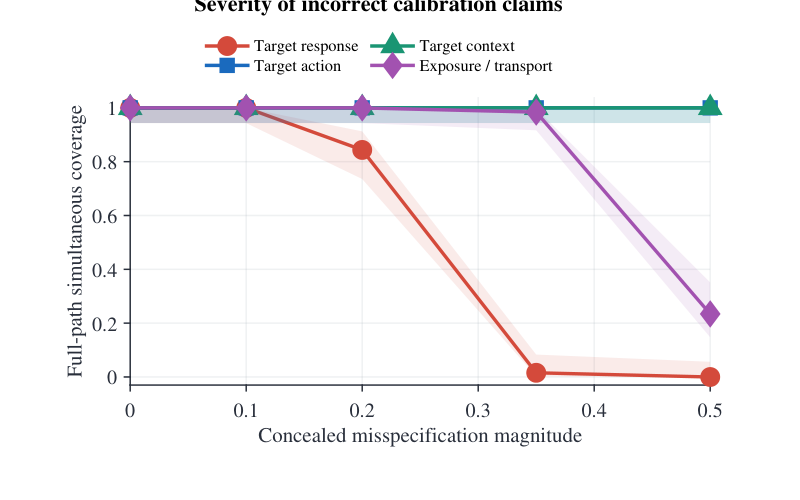 Severity of incorrect calibration claims
Target response
Target context
Target action
Exposure / transport
Full-path simultaneous coverage
1
0.8
0.6
0.4
0.2
0
0
0.1
0.2
0.3
0.4
0.5
Concealed misspecification magnitude